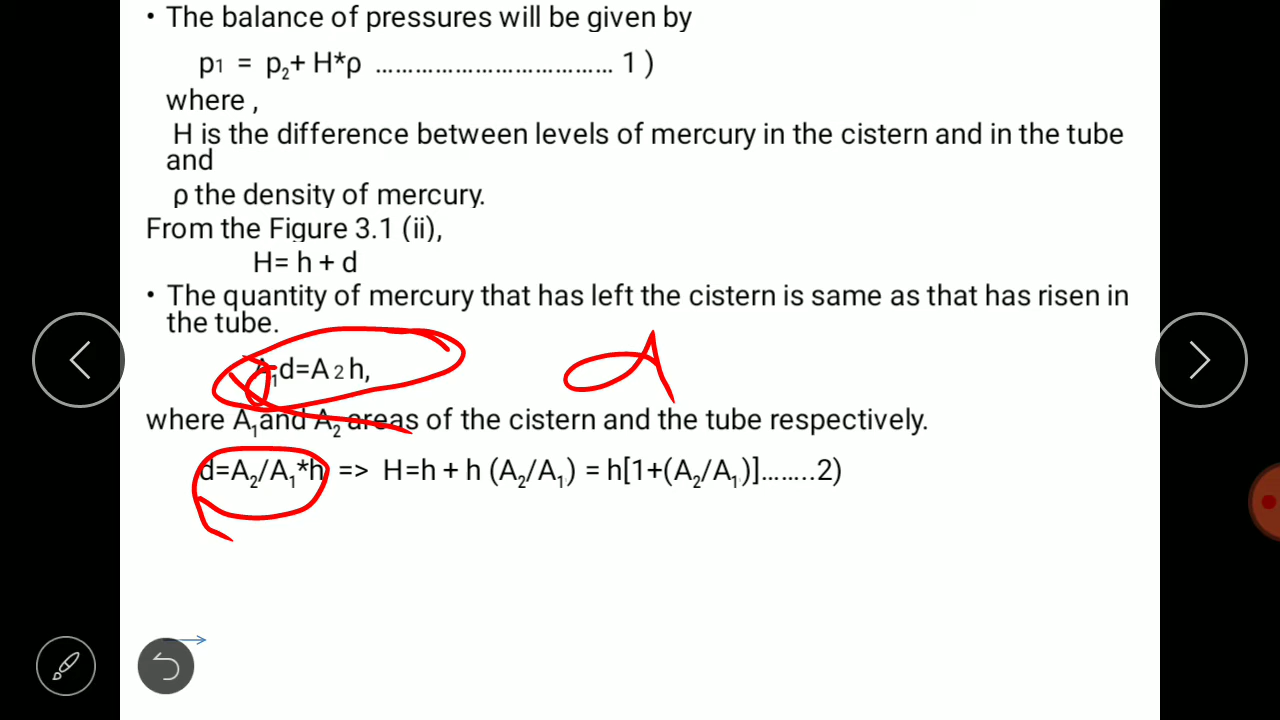 • The balance of pressures will be given by
p1 = p₂+ H*ρ ………………………………. 1 )
where ,
H is the difference between levels of mercury in the cistern and in the tube
and
ρ the density of mercury.
From the Figure 3.1 (ii),
H= h + d
• The quantity of mercury that has left the cistern is same as that has risen in
the tube.
A₁d=A 2 h,
where A₁and A₂ areas of the cistern and the tube respectively.
d=A₂/A₁*h => H=h + h (A₂/A₁) = h[1+(A₂/A₁)]……..2)